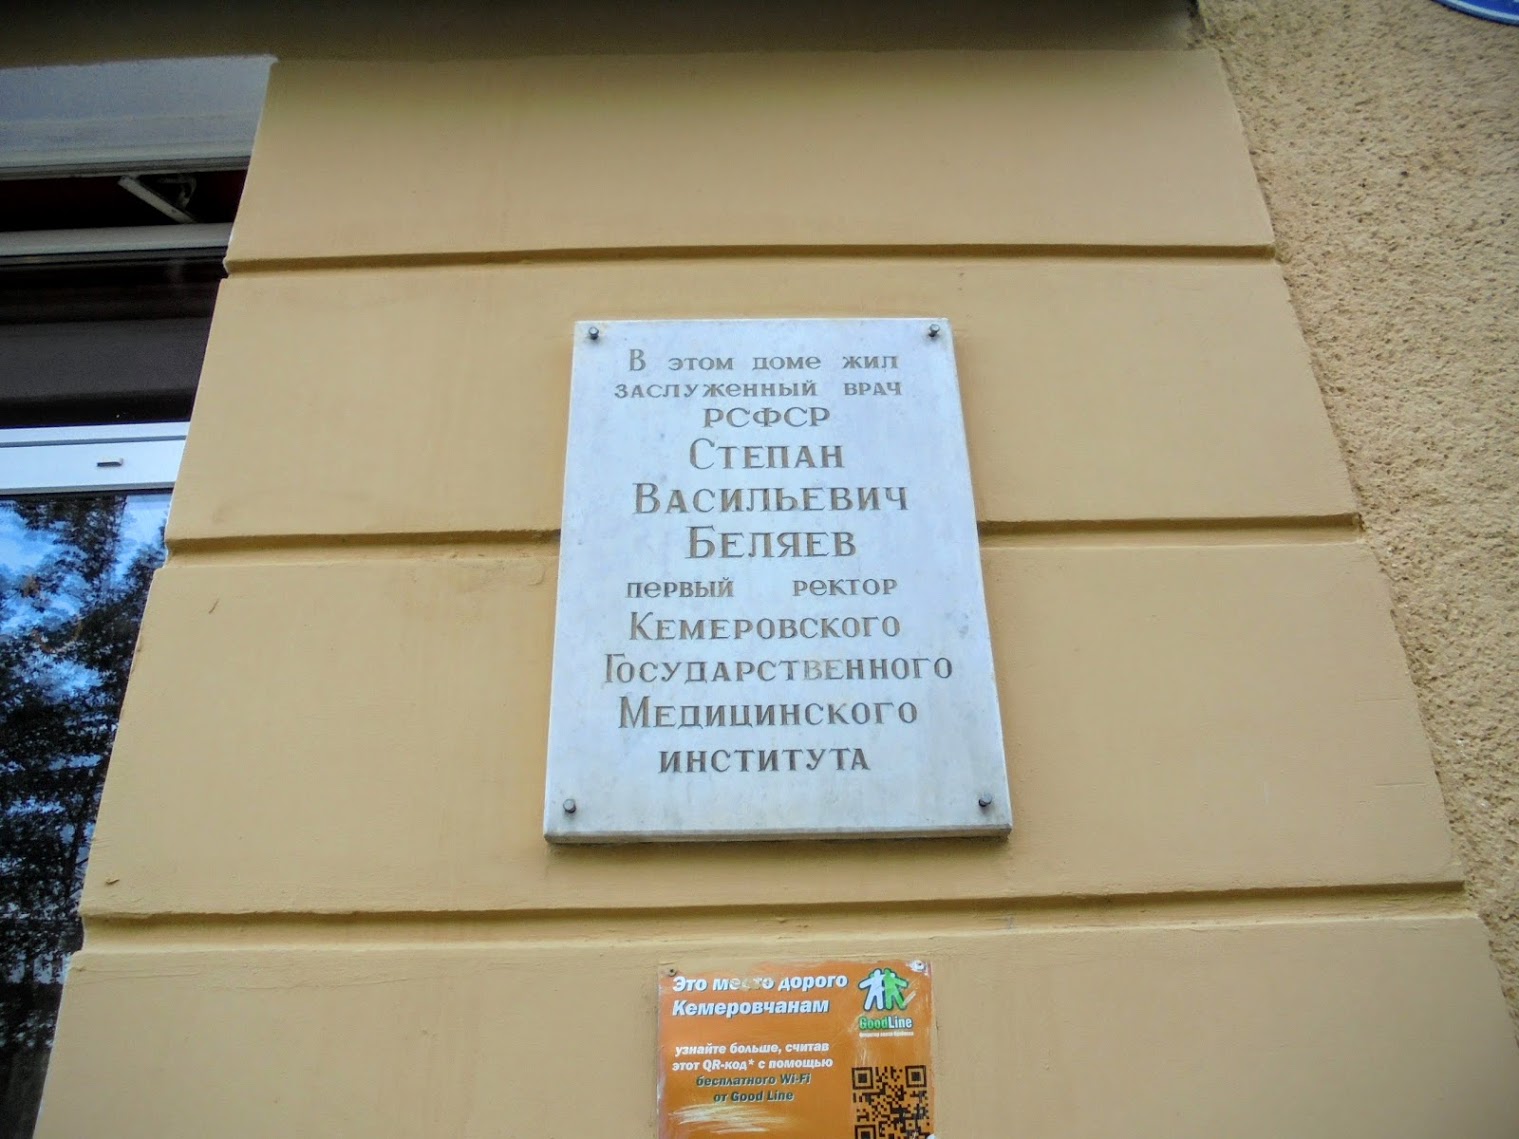 В этом доме жил
заслуженный врач
РСФСР
Степан
Васильевич
Беляев
первый ректор
Кемеровского
Государственного
Медицинского
института
Это место дорого
Кемеровчанам
GoodLine
узнайте больше, считав
этот QR-код* с помощью
бесплатного Wi-Fi
от Good Line